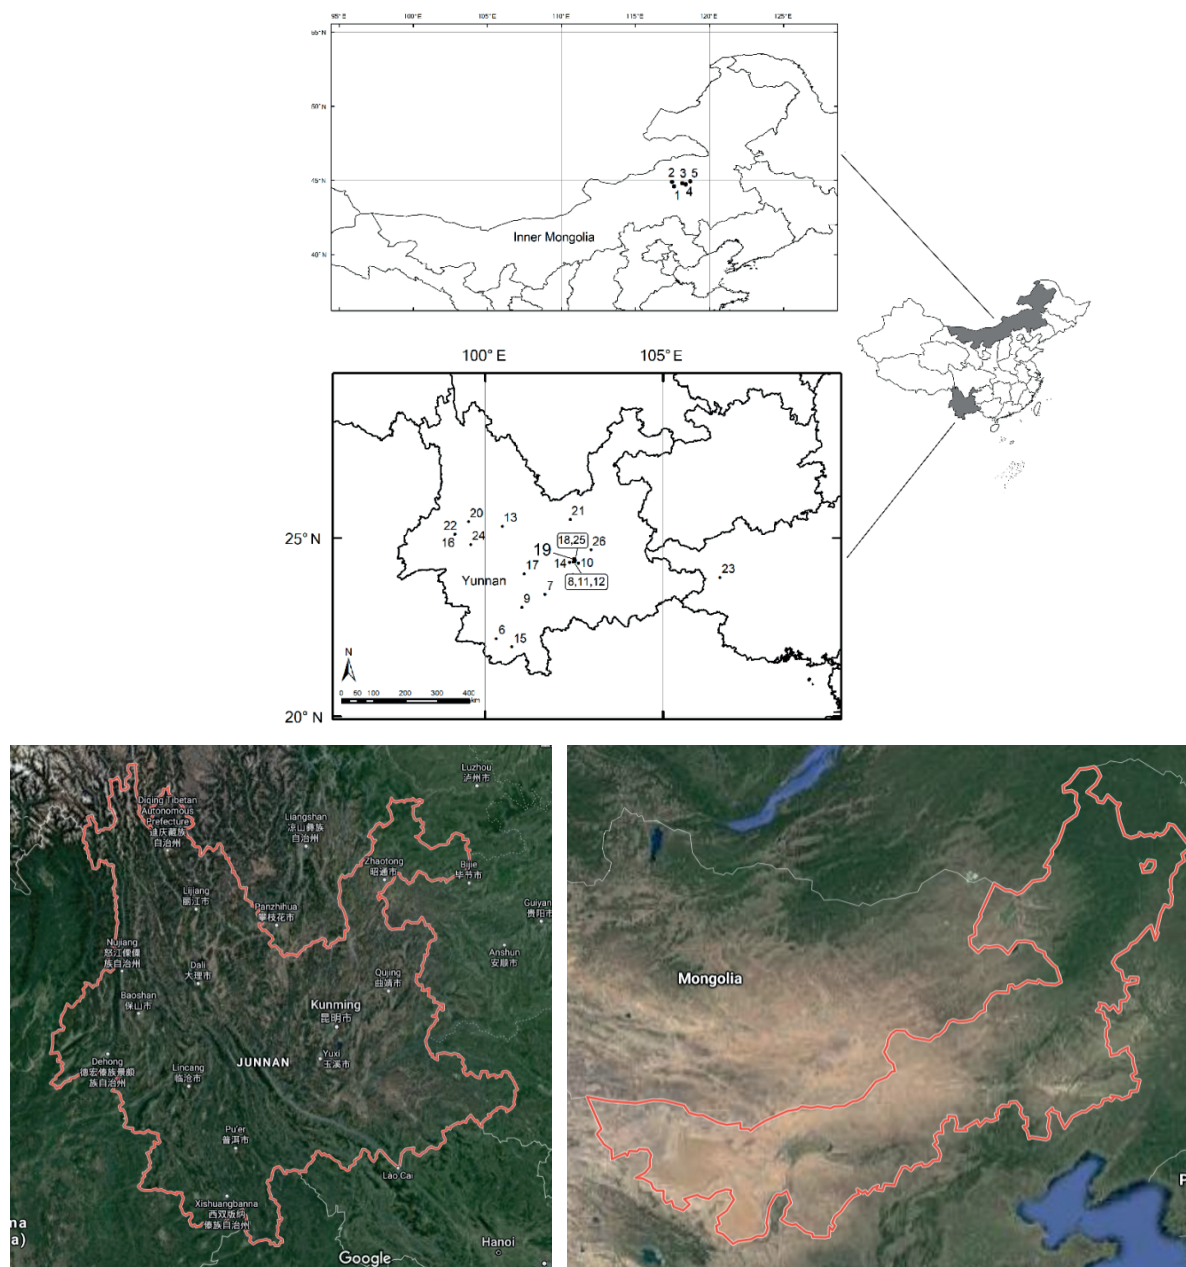 95° E 100° E 105° E 110° E 115° E 120° E 125° E
55° N
50° N
45° N
40° N
2 3 5
1 4
Inner Mongolia
100° E 105° E
25° N
20° N
20
13
21
22
16
24
18,25
26
19
14
10
17
Yunnan
8,11,12
23
7
9
6
15
N
0 50 100 200 300 400
km
Luzhou
泸州市
Diqing Tibetan
Autonomous
Prefecture
迪庆藏族
自治州
Liangshan
凉山彝族
自治州
Zhaotong
昭通市
Bijie
毕节市
Lijiang
丽江市
Panzhihua
攀枝花市
Guiyan
贵阳市
Nujiang
怒江傈僳
族自治州
Dali
大理市
Qujing
曲靖市
Anshun
安顺市
Baoshan
保山市
Kunming
昆明市
Dehong
德宏傣族景颇
族自治州
Lincang
临沧市
JUNNAN
Yuxi
玉溪市
Pu'er
普洱市
Lào Cai
Xishuangbanna
西双版纳
傣族自治州
na
a)
Google
Hanoi
Mongolia
P